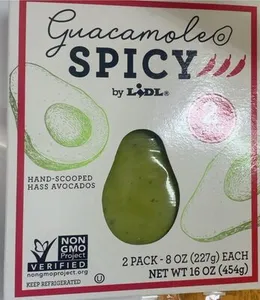 Guacamole
SPICY
by LIDL®
HAND-SCOOPED
HASS AVOCADOS
NON
GMO
Project
VERIFIED
nongmoproject.org
KEEP REFRIGERATED
2 PACK - 8 OZ (227g) EACH
NET WT 16 OZ (454g)